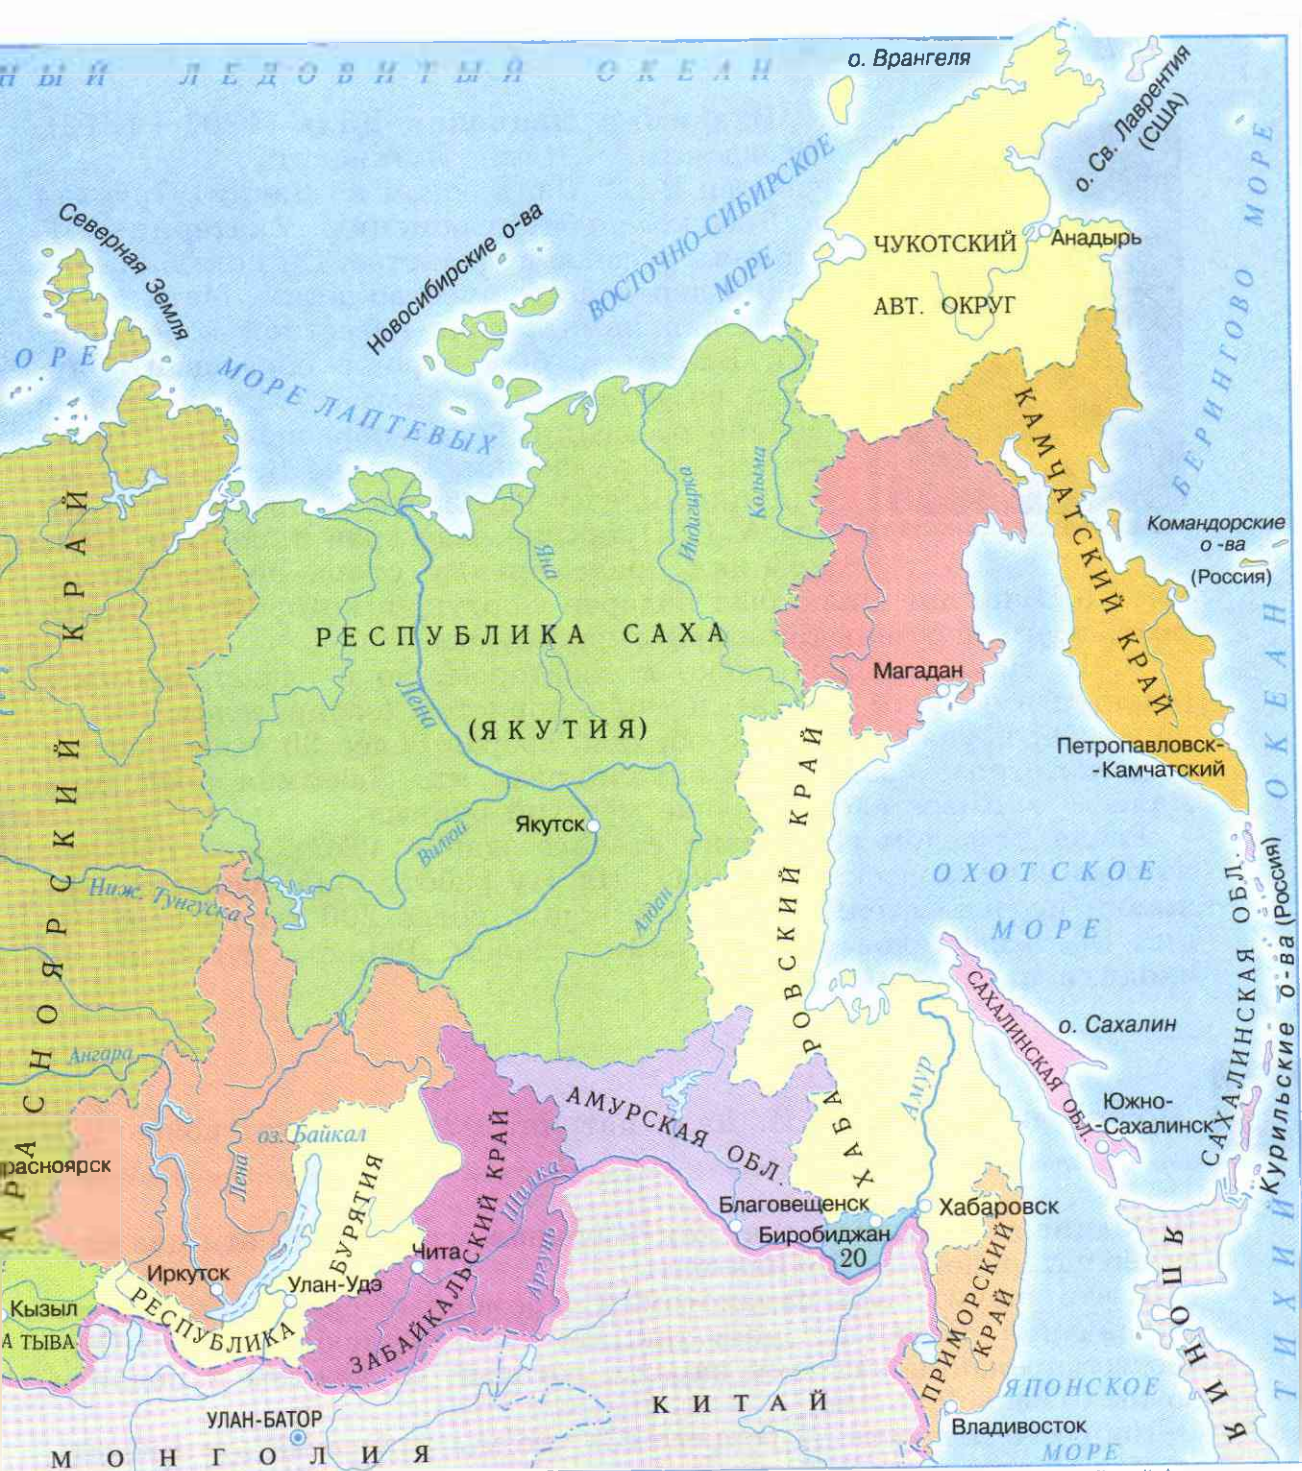 НЫЙ ЛЕДОВИТЫЙ ОКЕАН
о. Врангеля
о. Св. Лаврентия
(США)
Северная Земля
Новосибирские о-ва
ВОСТОЧНО-СИБИРСКОЕ
МОРЕ
ЧУКОТСКИЙ
АВТ. ОКРУГ
Анадырь
БЕРИНГОВО МОРЕ
ОРЕ
МОРЕ ЛАПТЕВЫХ
КАМЧАТСКИЙ КРАЙ
Командорские
о-ва
(Россия)
Колыма
Индигирка
Яна
РЕСПУБЛИКА САХА
(ЯКУТИЯ)
Лена
Магадан
Петропавловск-
-Камчатский
Якутск
Вилюй
Алдан
КРАСНОЯРСКИЙ КРАЙ
Ниж. Тунгуска
Ангара
ОХОТСКОЕ
МОРЕ
ХАБАРОВСКИЙ КРАЙ
САХАЛИНСКАЯ ОБЛ.
о. Сахалин
Южно-
-Сахалинск
САХАЛИНСКАЯ ОБЛ.
Курильские о-ва (Россия)
ТИХИЙ ОКЕАН
АМУРСКАЯ ОБЛ.
Амур
Благовещенск
Биробиджан
20
Хабаровск
расноярск
оз. Байкал
Лена
РЕСПУБЛИКА БУРЯТИЯ
Иркутск
Улан-Удэ
Чита
ЗАБАЙКАЛЬСКИЙ КРАЙ
Шилка
Аргунь
Кызыл
А ТЫВА
ПРИМОРСКИЙ
КРАЙ
Владивосток
ЯПОНСКОЕ
МОРЕ
ЯПОНИЯ
КИТАЙ
УЛАН-БАТОР
МОНГОЛИЯ